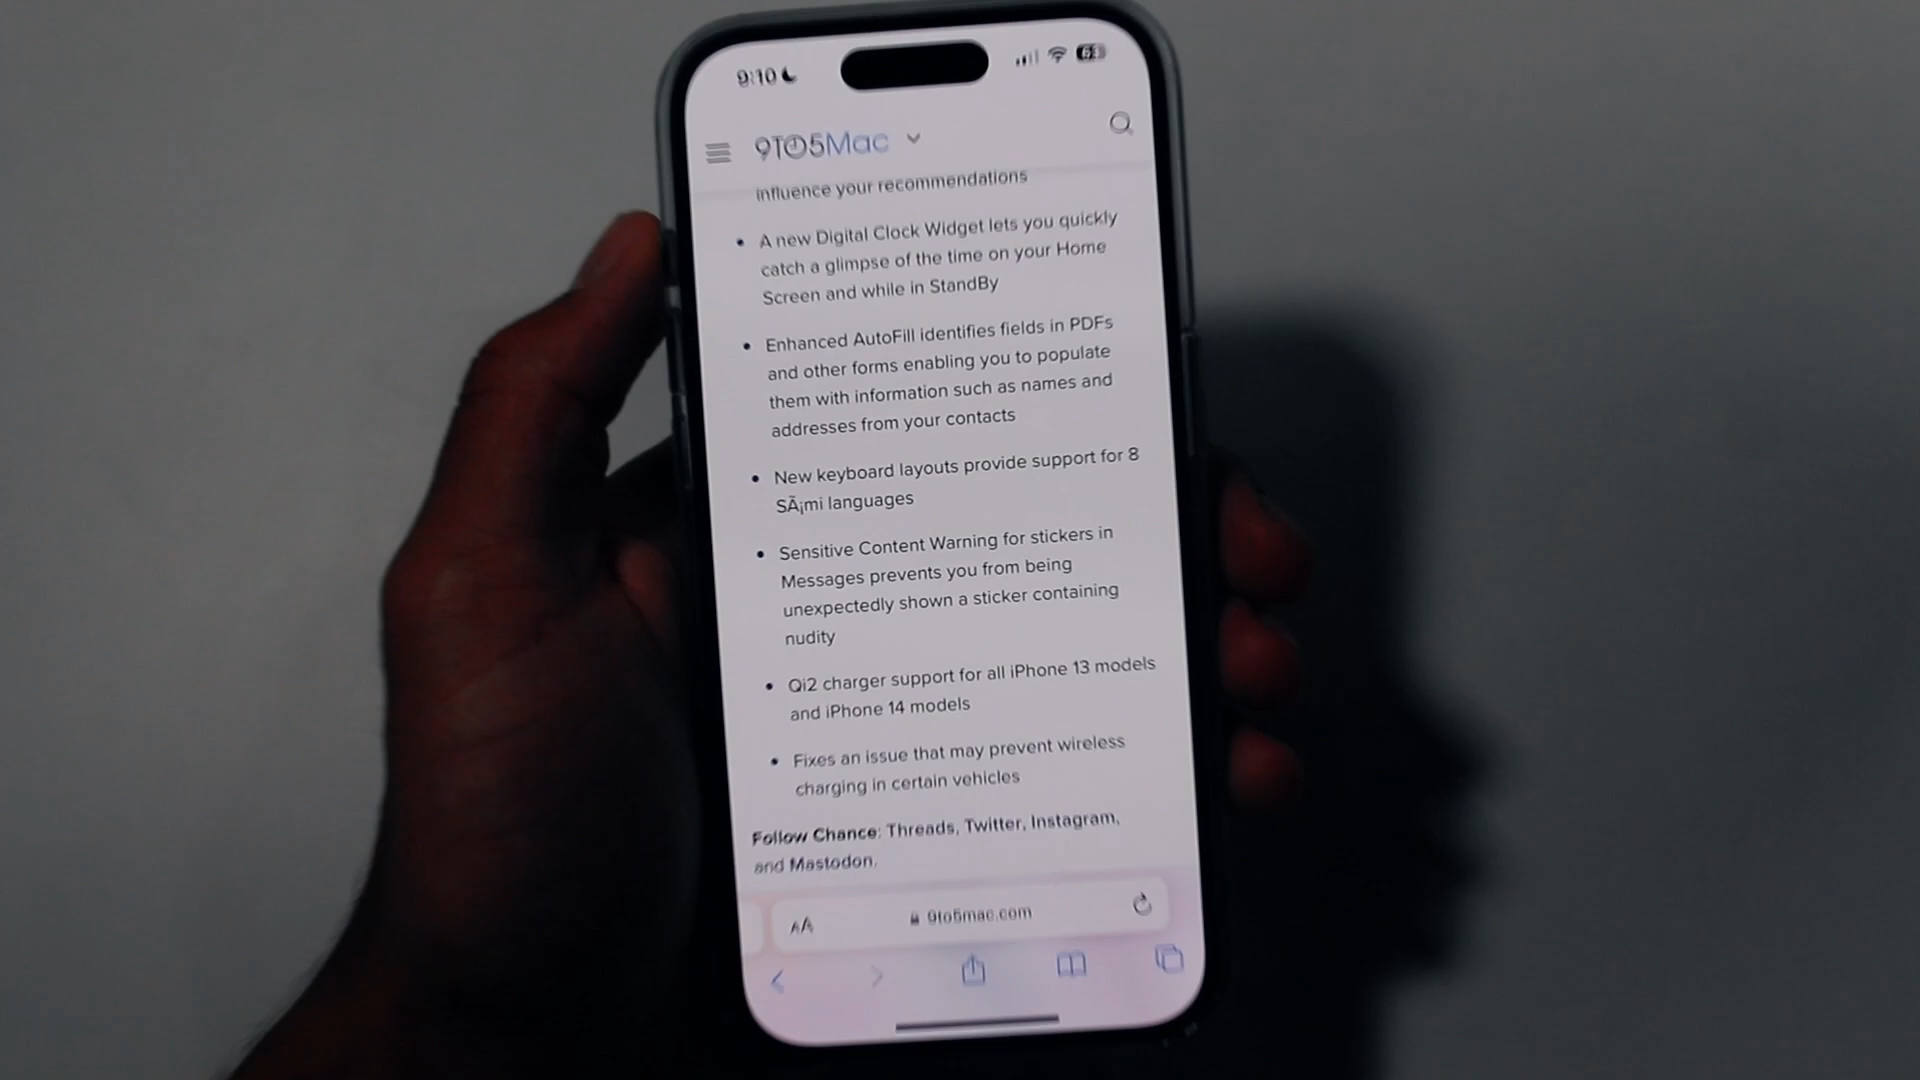 9:10
9TO5Mac
influence your recommendations
• A new Digital Clock Widget lets you quickly
catch a glimpse of the time on your Home
Screen and while in StandBy
• Enhanced AutoFill identifies fields in PDFs
and other forms enabling you to populate
them with information such as names and
addresses from your contacts
• New keyboard layouts provide support for 8
SÃ¡mi languages
• Sensitive Content Warning for stickers in
Messages prevents you from being
unexpectedly shown a sticker containing
nudity
• Qi2 charger support for all iPhone 13 models
and iPhone 14 models
• Fixes an issue that may prevent wireless
charging in certain vehicles
Follow Chance: Threads, Twitter, Instagram,
and Mastodon.
AA 9to5mac.com